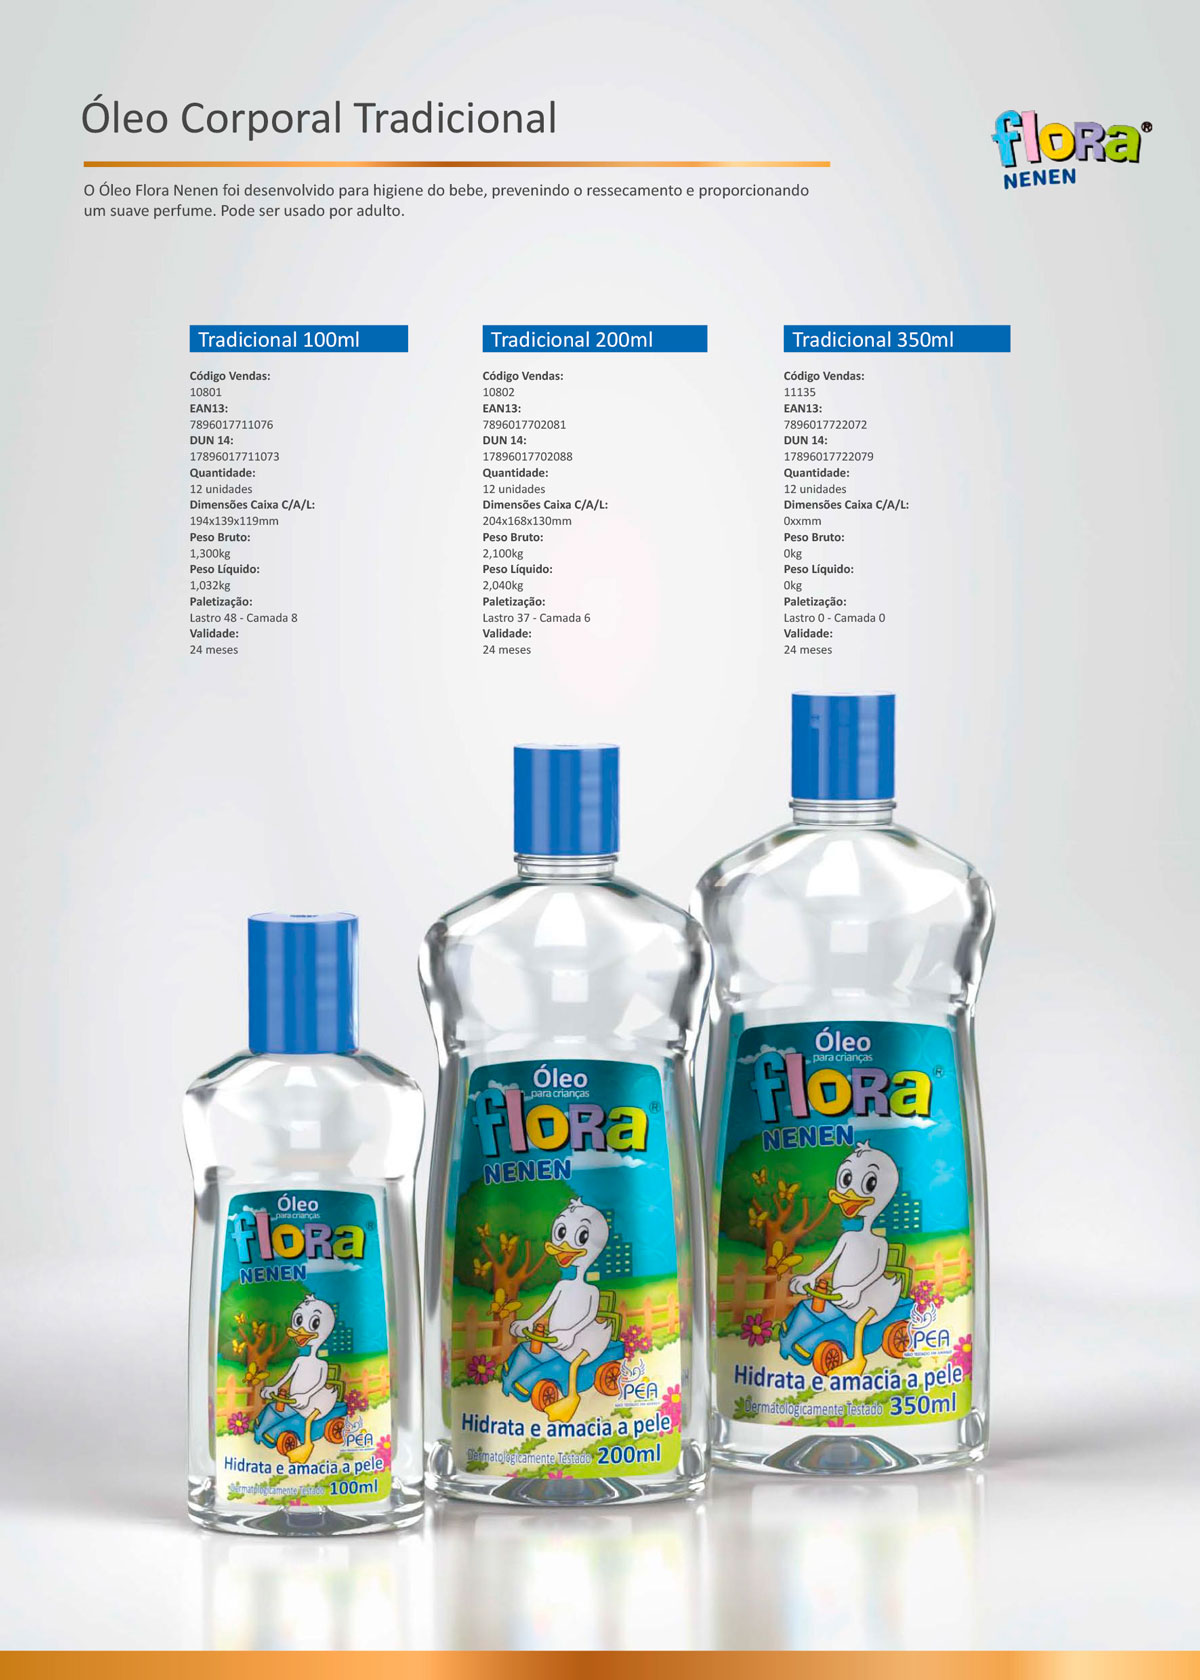 Óleo Corporal Tradicional
flora®
NENEN
O Óleo Flora Nenen foi desenvolvido para higiene do bebe, prevenindo o ressecamento e proporcionando
um suave perfume. Pode ser usado por adulto.
Tradicional 100ml
Código Vendas:
10801
EAN13:
7896017711076
DUN 14:
17896017711073
Quantidade:
12 unidades
Dimensões Caixa C/A/L:
194x139x119mm
Peso Bruto:
1,300kg
Peso Líquido:
1,032kg
Paletização:
Lastro 48 - Camada 8
Validade:
24 meses
Tradicional 200ml
Código Vendas:
10802
EAN13:
7896017702081
DUN 14:
17896017702088
Quantidade:
12 unidades
Dimensões Caixa C/A/L:
204x168x130mm
Peso Bruto:
2,100kg
Peso Líquido:
2,040kg
Paletização:
Lastro 37 - Camada 6
Validade:
24 meses
Tradicional 350ml
Código Vendas:
11135
EAN13:
7896017722072
DUN 14:
17896017722079
Quantidade:
12 unidades
Dimensões Caixa C/A/L:
0xxmm
Peso Bruto:
0kg
Peso Líquido:
0kg
Paletização:
Lastro 0 - Camada 0
Validade:
24 meses
Óleo
para crianças
flora®
NENEN
PEA
Hidrata e amacia a pele
Dermatologicamente Testado 100ml
Óleo
para crianças
flora®
NENEN
PEA
Hidrata e amacia a pele
Dermatologicamente Testado 200ml
Óleo
para crianças
flora®
NENEN
PEA
Hidrata e amacia a pele
Dermatologicamente Testado 350ml